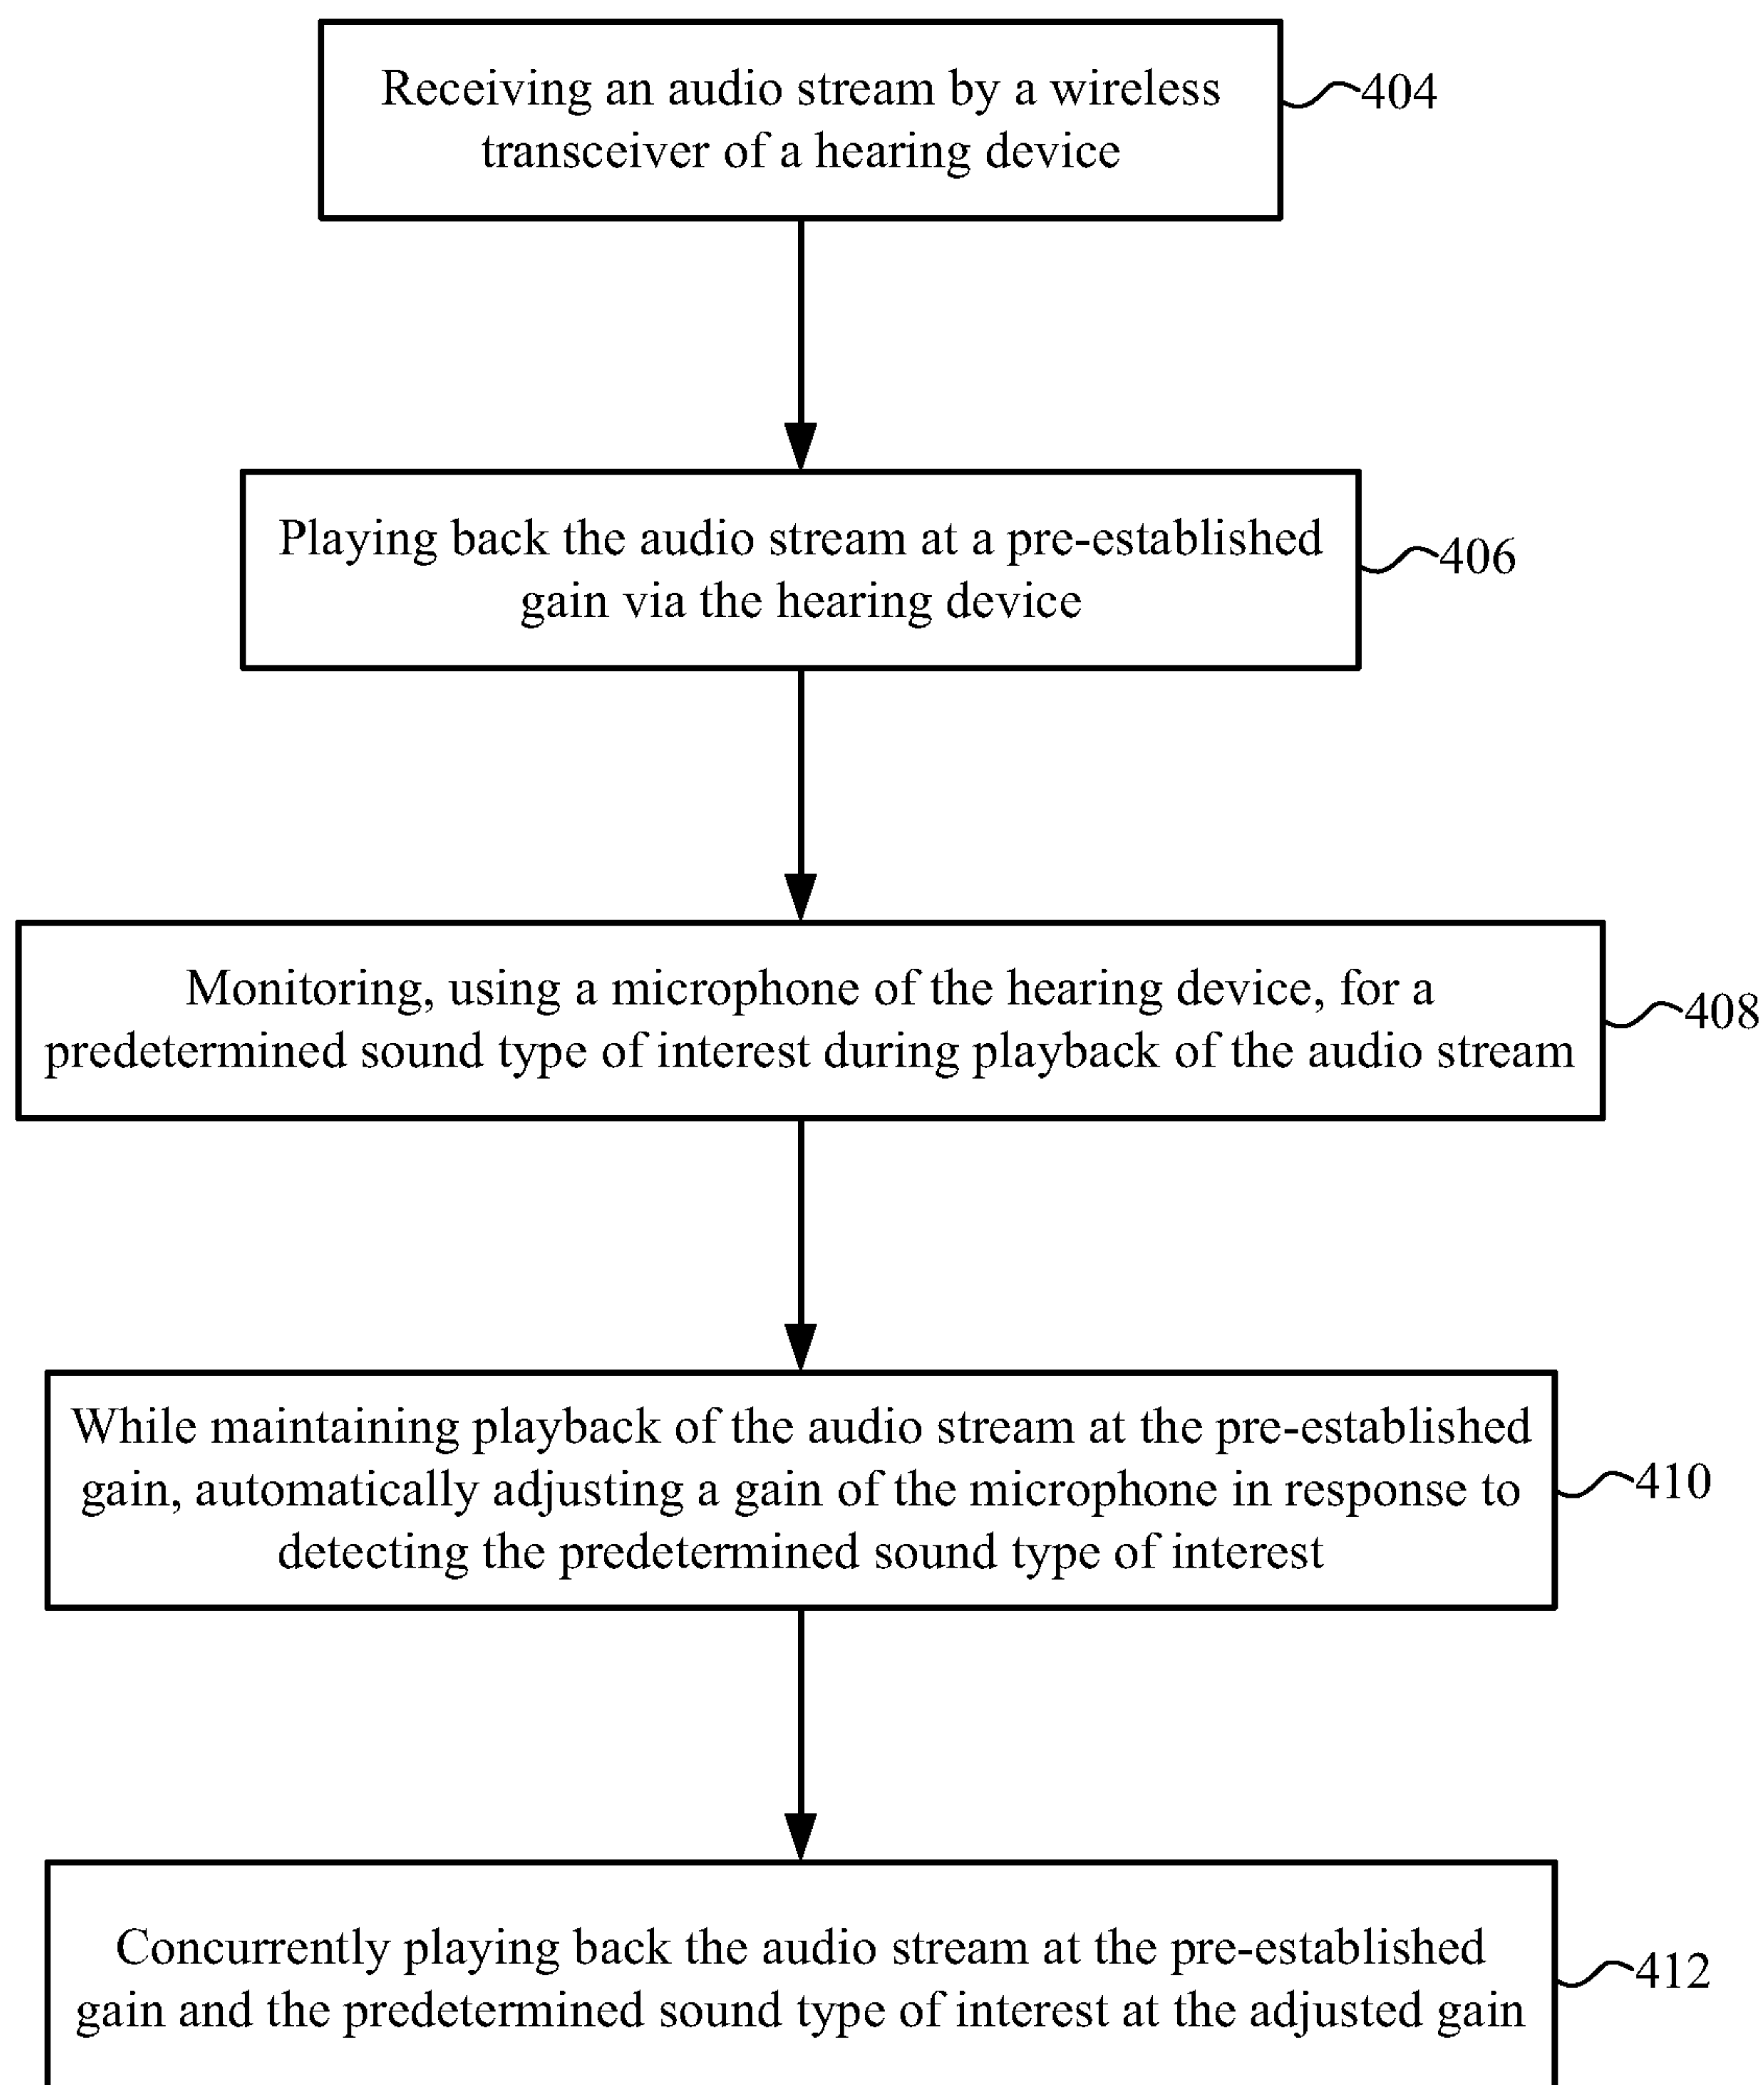 Receiving an audio stream by a wireless
transceiver of a hearing device
404
Playing back the audio stream at a pre-established
gain via the hearing device
406
Monitoring, using a microphone of the hearing device, for a
predetermined sound type of interest during playback of the audio stream
408
While maintaining playback of the audio stream at the pre-established
gain, automatically adjusting a gain of the microphone in response to
detecting the predetermined sound type of interest
410
Concurrently playing back the audio stream at the pre-established
gain and the predetermined sound type of interest at the adjusted gain
412